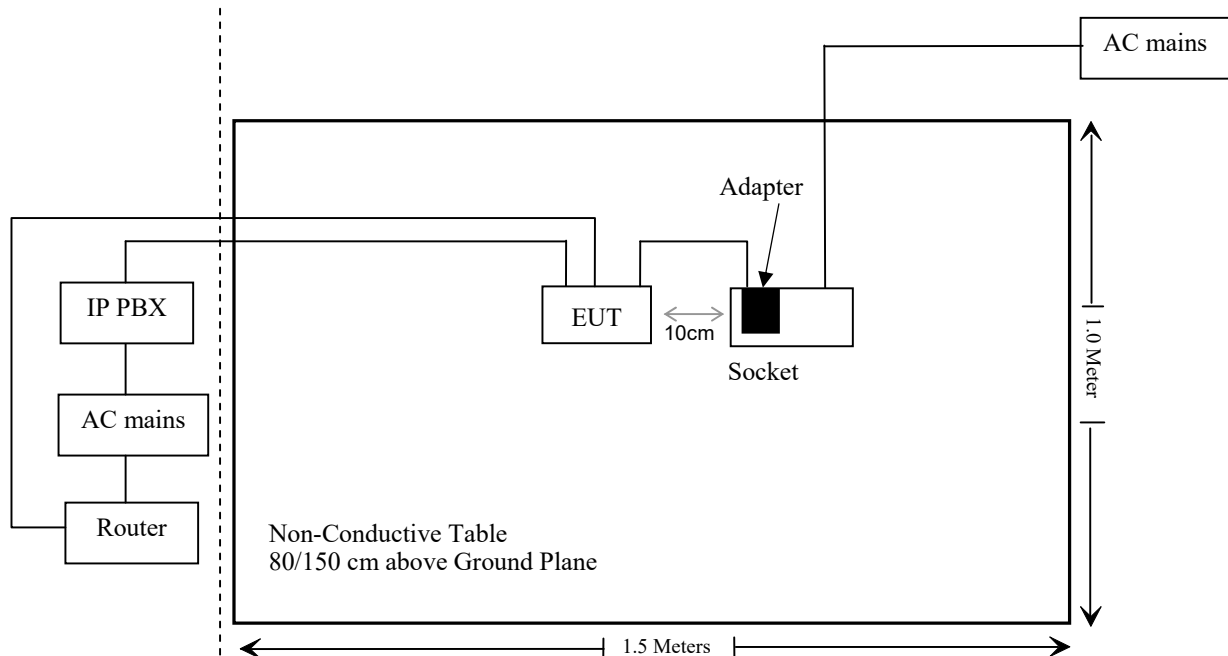 AC mains
Adapter
IP PBX
EUT
10cm
Socket
1.0 Meter
AC mains
Router
Non-Conductive Table
80/150 cm above Ground Plane
1.5 Meters